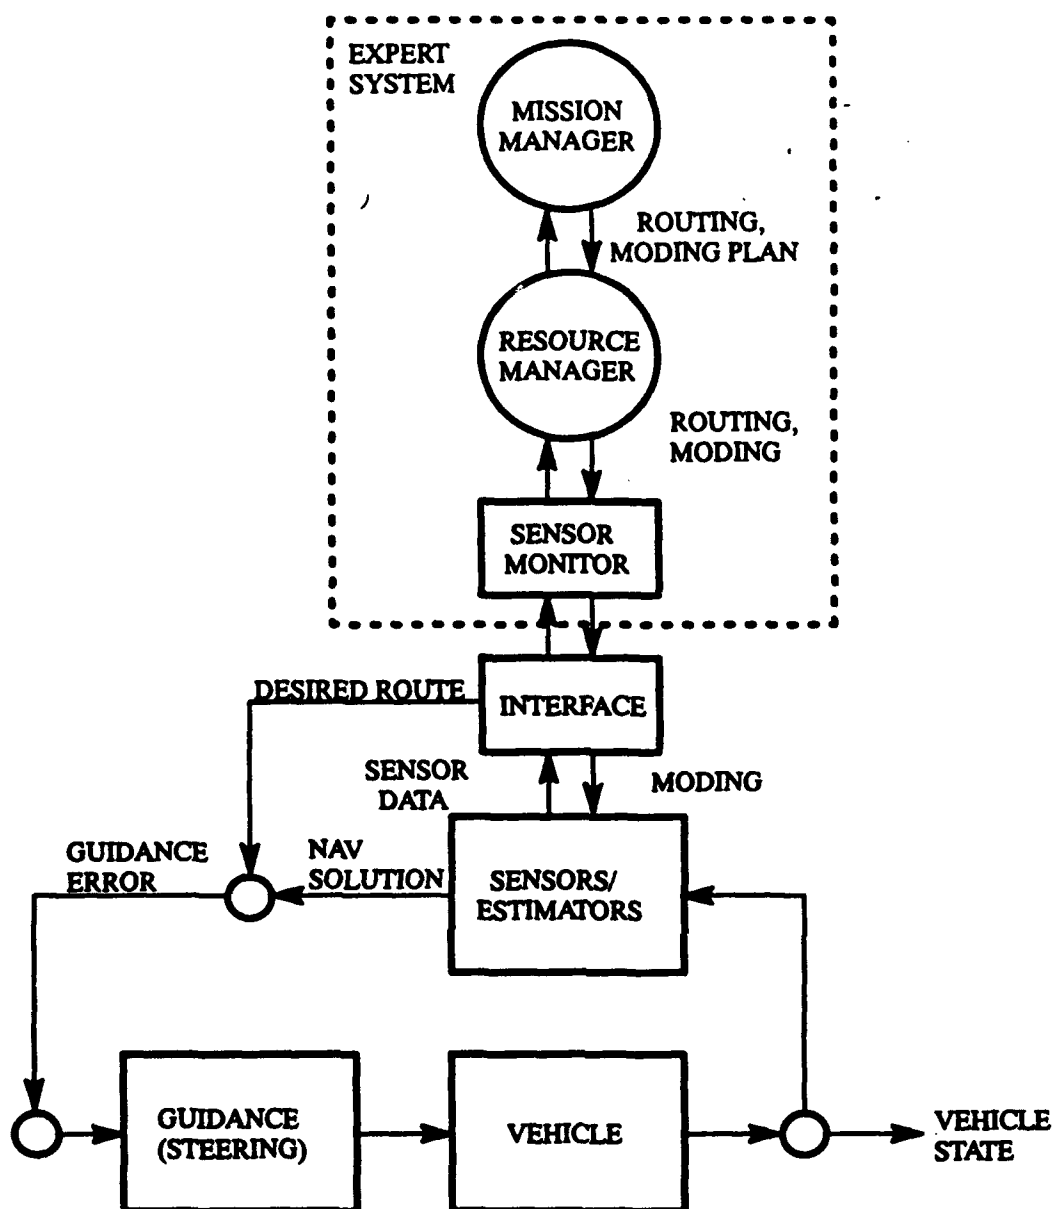 EXPERT
SYSTEM
MISSION
MANAGER
ROUTING,
MODING PLAN
RESOURCE
MANAGER
ROUTING,
MODING
SENSOR
MONITOR
DESIRED ROUTE
INTERFACE
SENSOR
DATA
MODING
GUIDANCE
ERROR
NAV
SOLUTION
SENSORS/
ESTIMATORS
GUIDANCE
(STEERING)
VEHICLE
VEHICLE
STATE